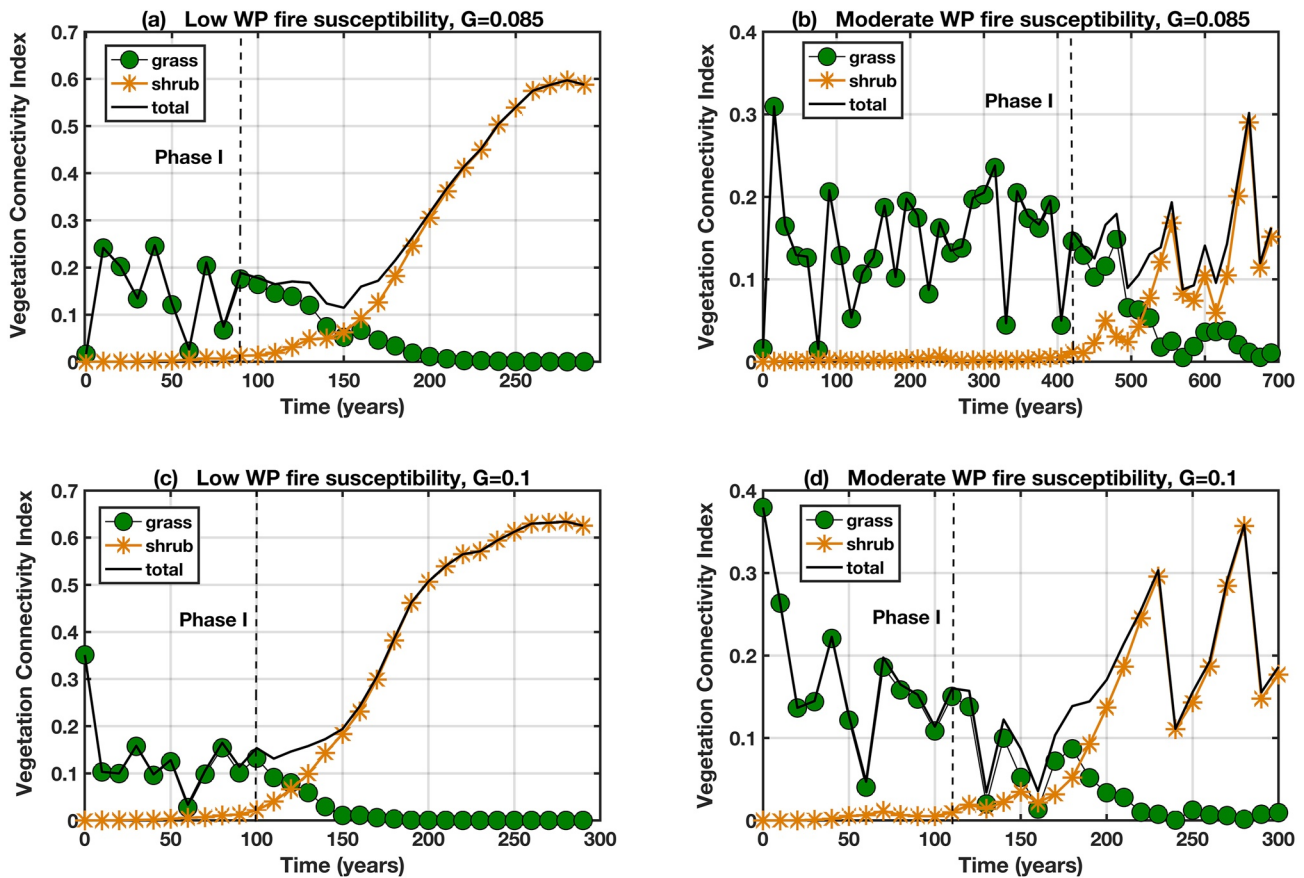 (a) Low WP fire susceptibility, G=0.085
0.7
0.6
0.5
0.4
0.3
0.2
0.1
0
Vegetation Connectivity Index
grass
shrub
total
Phase I
0 50 100 150 200 250
Time (years)
(b) Moderate WP fire susceptibility, G=0.085
0.4
0.3
0.2
0.1
0
Vegetation Connectivity Index
grass
shrub
total
Phase I
0 100 200 300 400 500 600 700
Time (years)
(c) Low WP fire susceptibility, G=0.1
0.7
0.6
0.5
0.4
0.3
0.2
0.1
0
Vegetation Connectivity Index
grass
shrub
total
Phase I
0 50 100 150 200 250 300
Time (years)
(d) Moderate WP fire susceptibility, G=0.1
0.4
0.3
0.2
0.1
0
Vegetation Connectivity Index
grass
shrub
total
Phase I
0 50 100 150 200 250 300
Time (years)